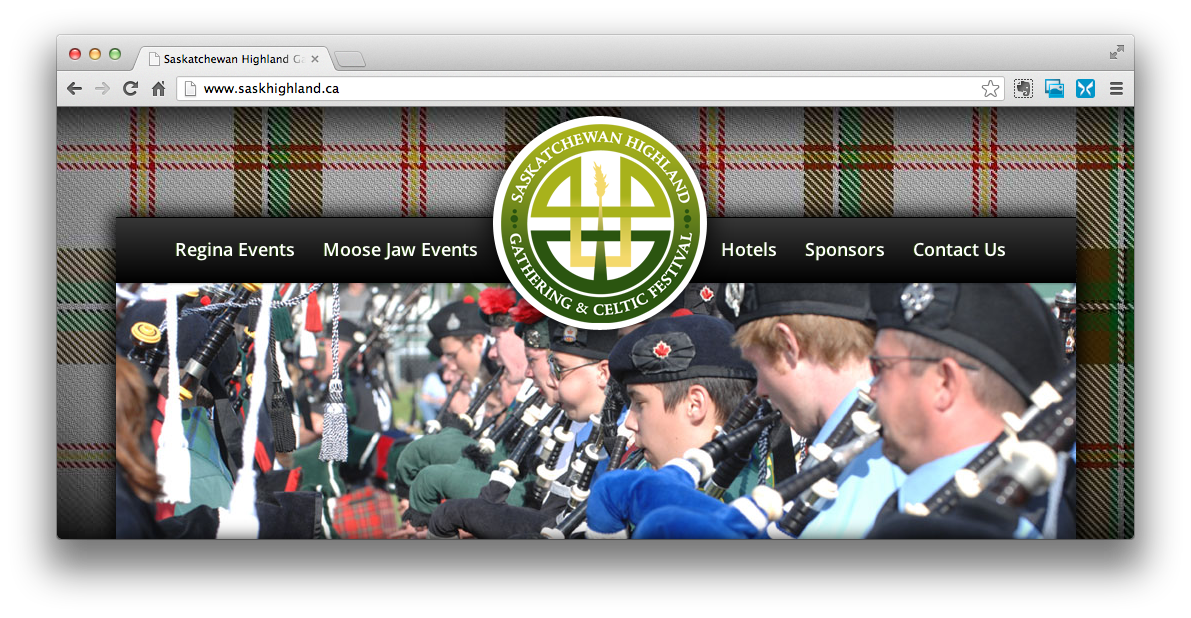 Saskatchewan Highland Ga
www.saskhighland.ca
SASKATCHEWAN HIGHLAND
GATHERING & CELTIC FESTIVAL
Regina Events
Moose Jaw Events
Hotels
Sponsors
Contact Us